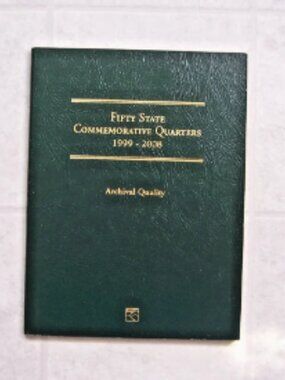 FIFTY STATE
COMMEMORATIVE QUARTERS
1999 - 2008
Archival Quality